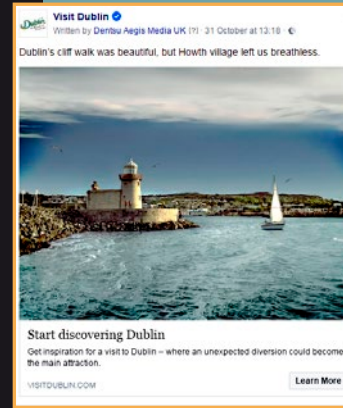 Visit Dublin
Written by Dentsu Aegis Media UK [?] · 31 October at 13:18 ·
Dublin's cliff walk was beautiful, but Howth village left us breathless.
Start discovering Dublin
Get inspiration for a visit to Dublin – where an unexpected diversion could become
the main attraction.
VISITDUBLIN.COM
Learn More